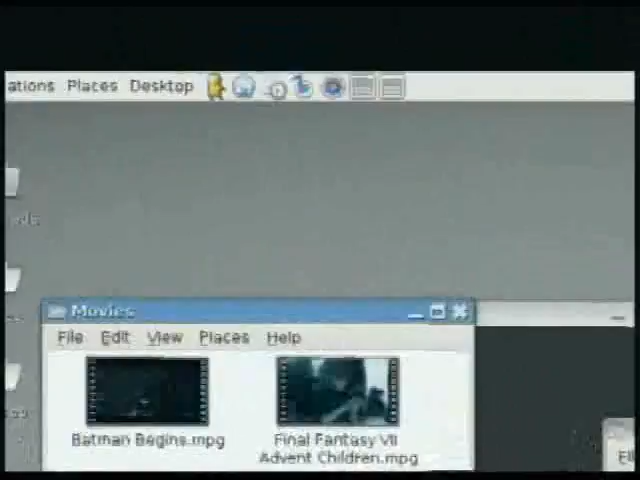 ations Places Desktop
Movies
File Edit View Places Help
Batman Begins.mpg
Final Fantasy VII
Advent Children.mpg